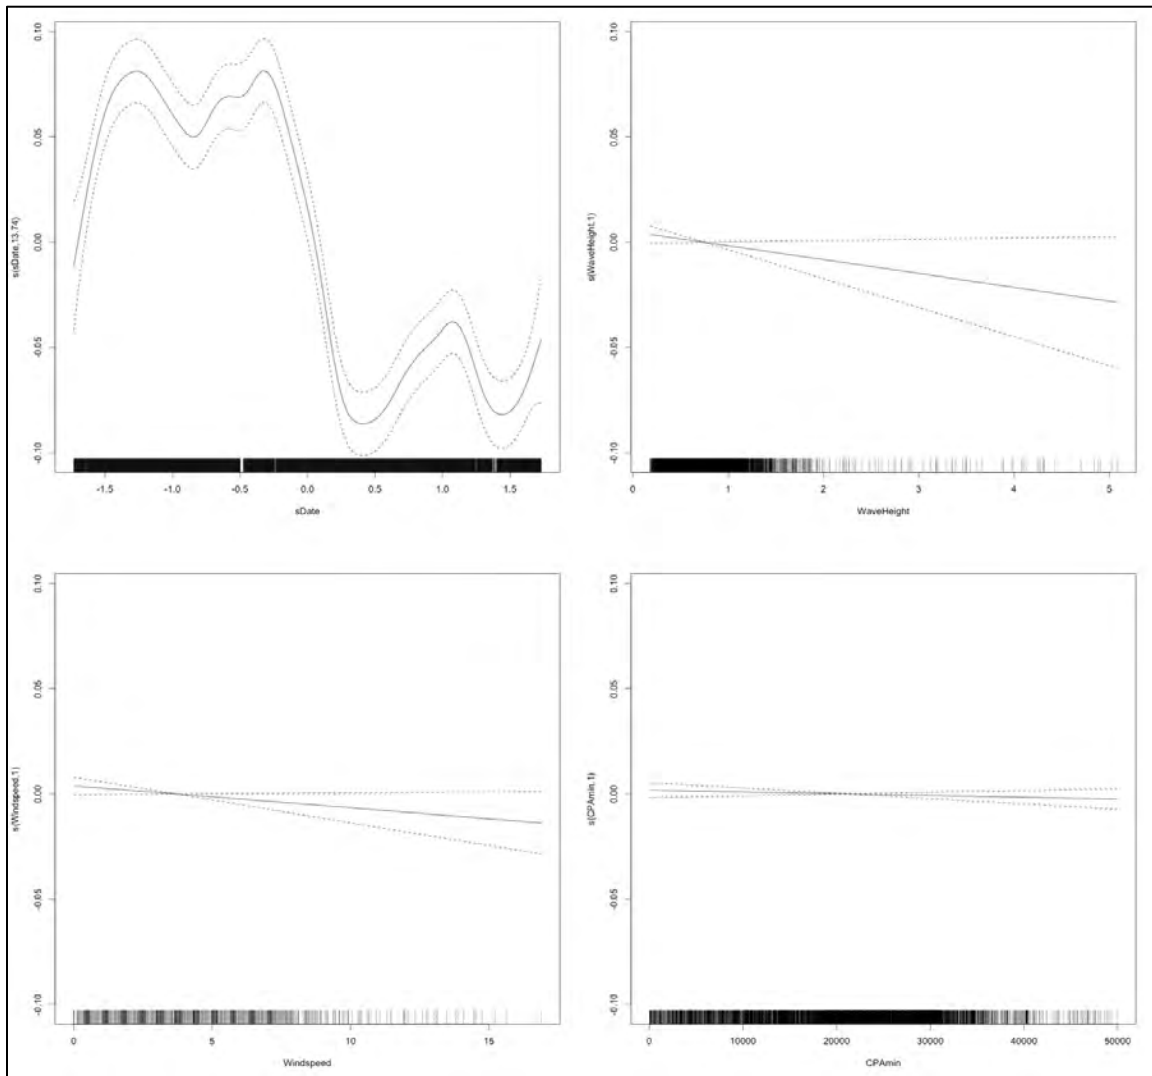 0.10
0.05
0.00
-0.05
-0.10
s(sDate,13.74)
-1.5 -1.0 -0.5 0.0 0.5 1.0 1.5
sDate
0.10
0.05
0.00
-0.05
-0.10
s(WaveHeight,1)
0 1 2 3 4 5
WaveHeight
0.10
0.05
0.00
-0.05
-0.10
s(Windspeed,1)
0 5 10 15
Windspeed
0.10
0.05
0.00
-0.05
-0.10
s(CPAmin,1)
0 10000 20000 30000 40000 50000
CPAmin